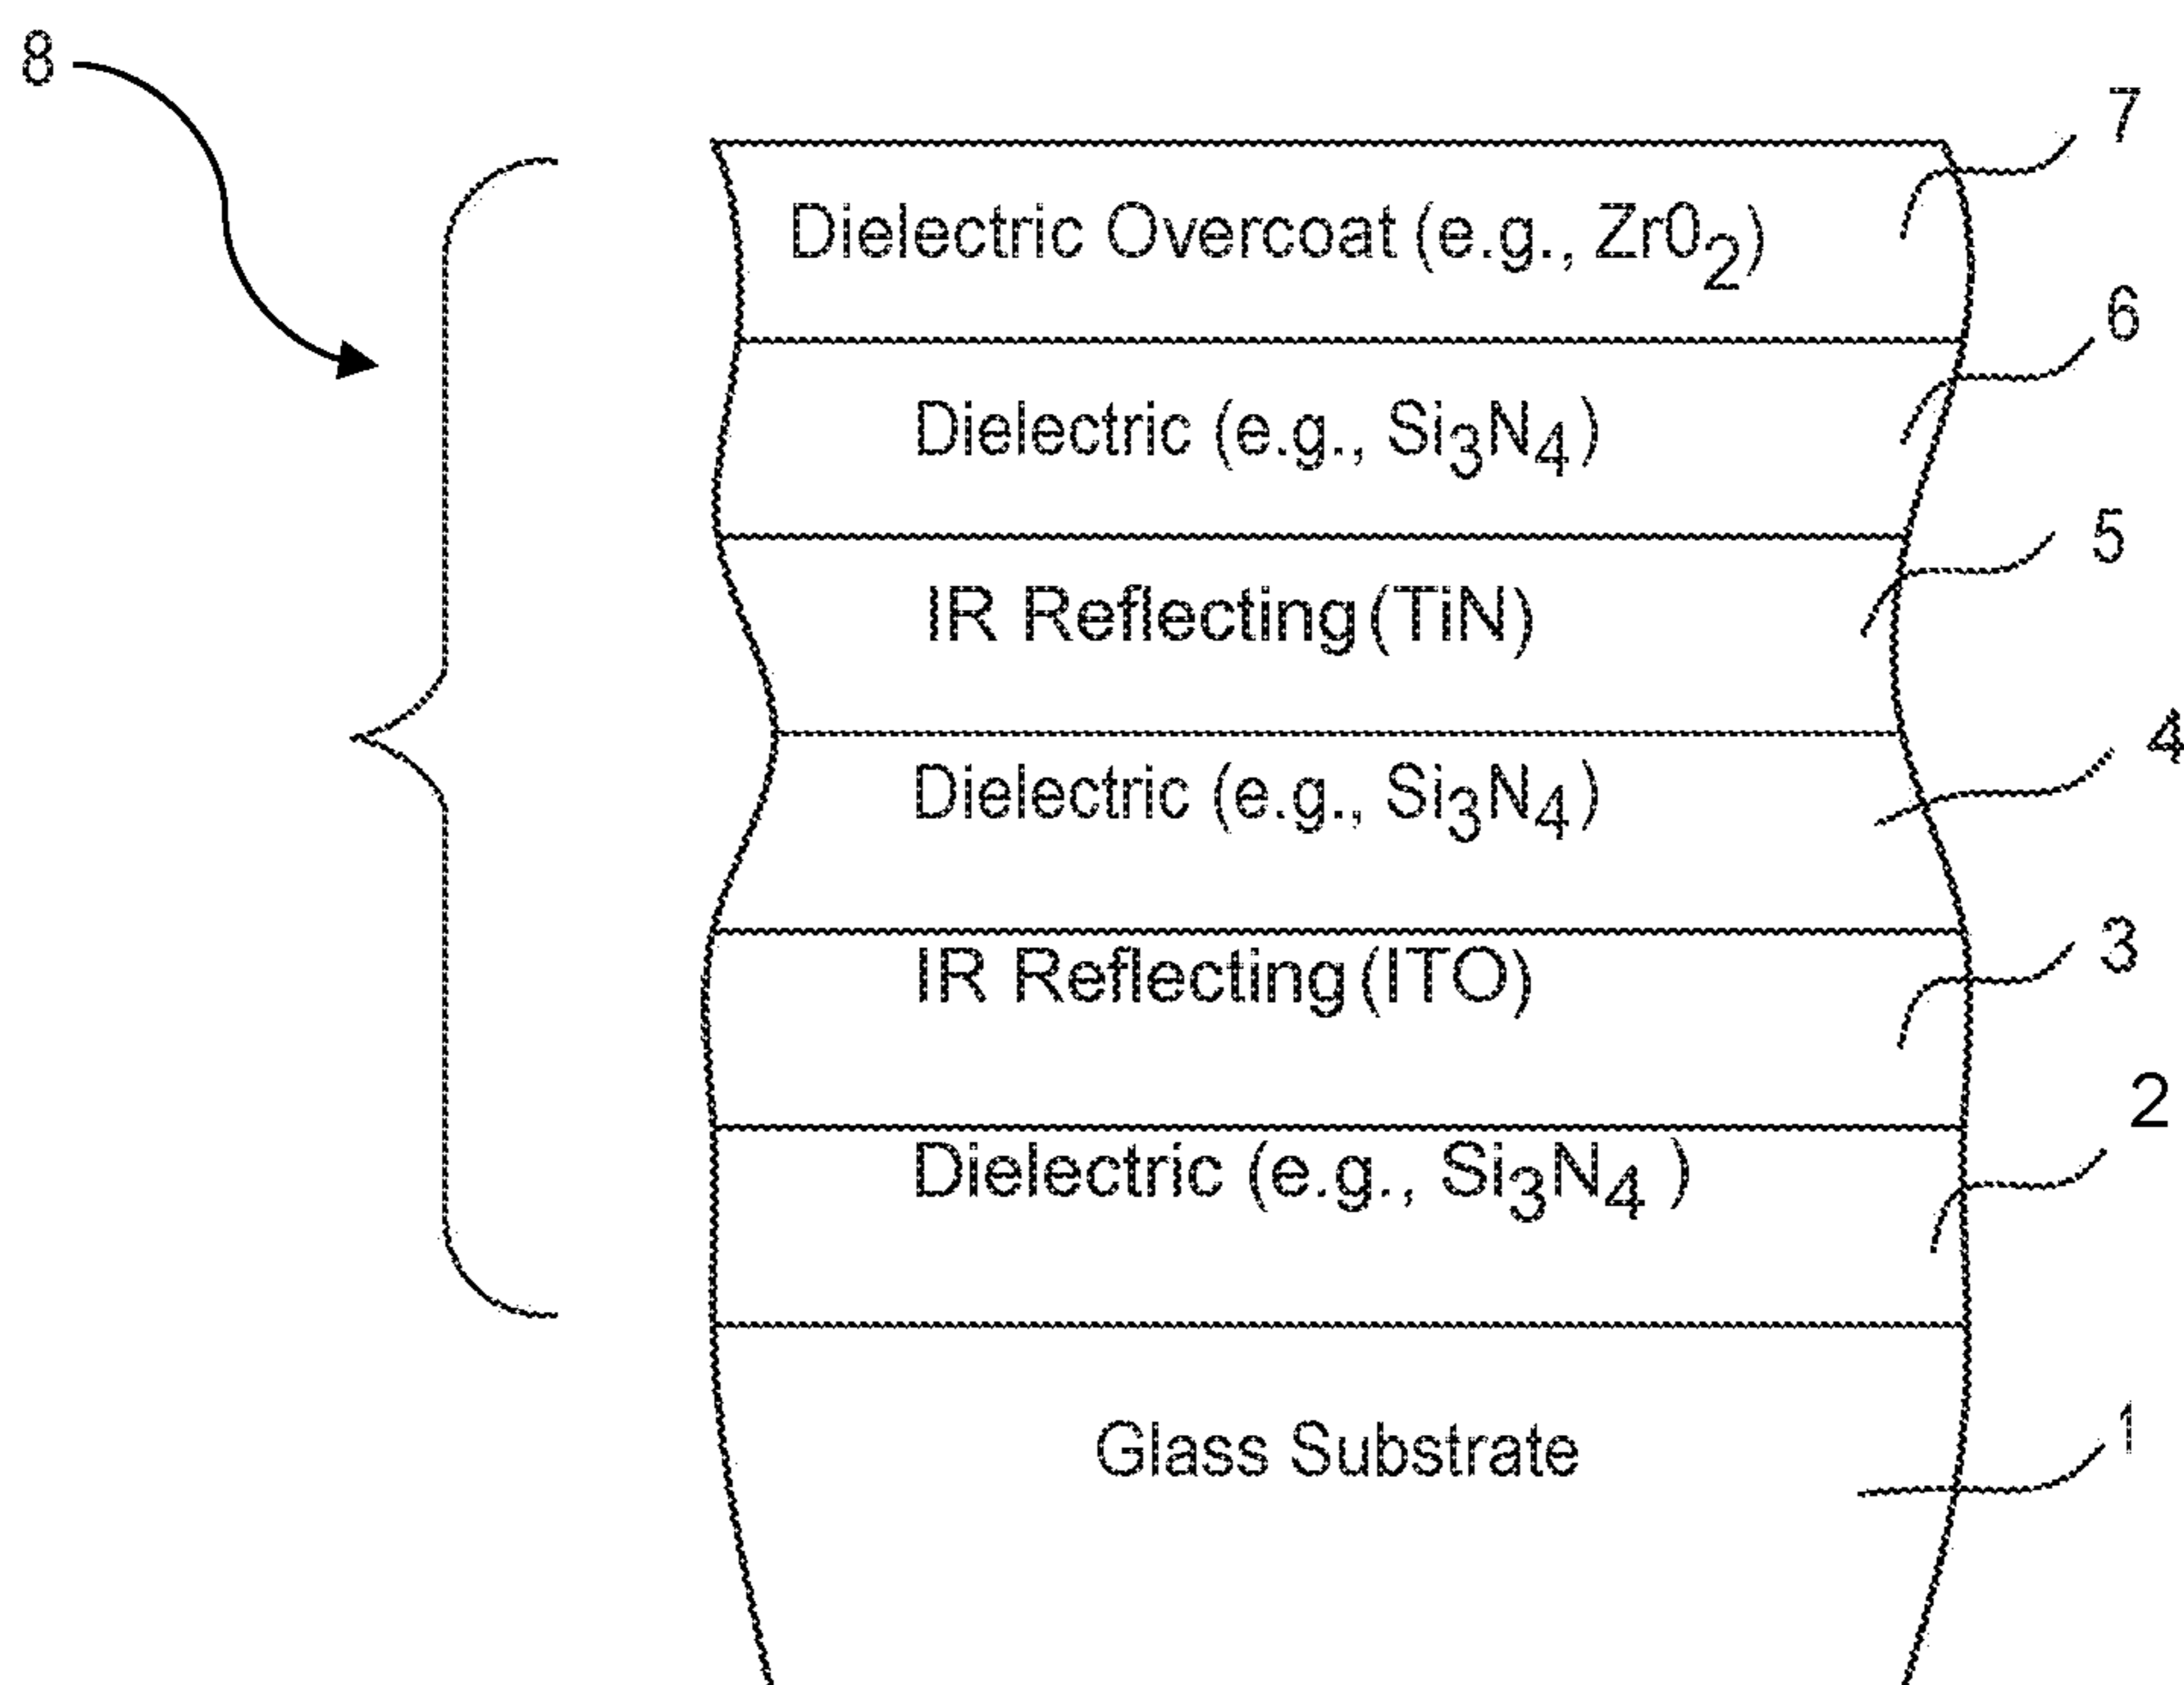 8
7
Dielectric Overcoat (e.g., Zr0₂)
6
Dielectric (e.g., Si₃N₄)
5
IR Reflecting (TiN)
4
Dielectric (e.g., Si₃N₄)
3
IR Reflecting (ITO)
2
Dielectric (e.g., Si₃N₄ )
1
Glass Substrate